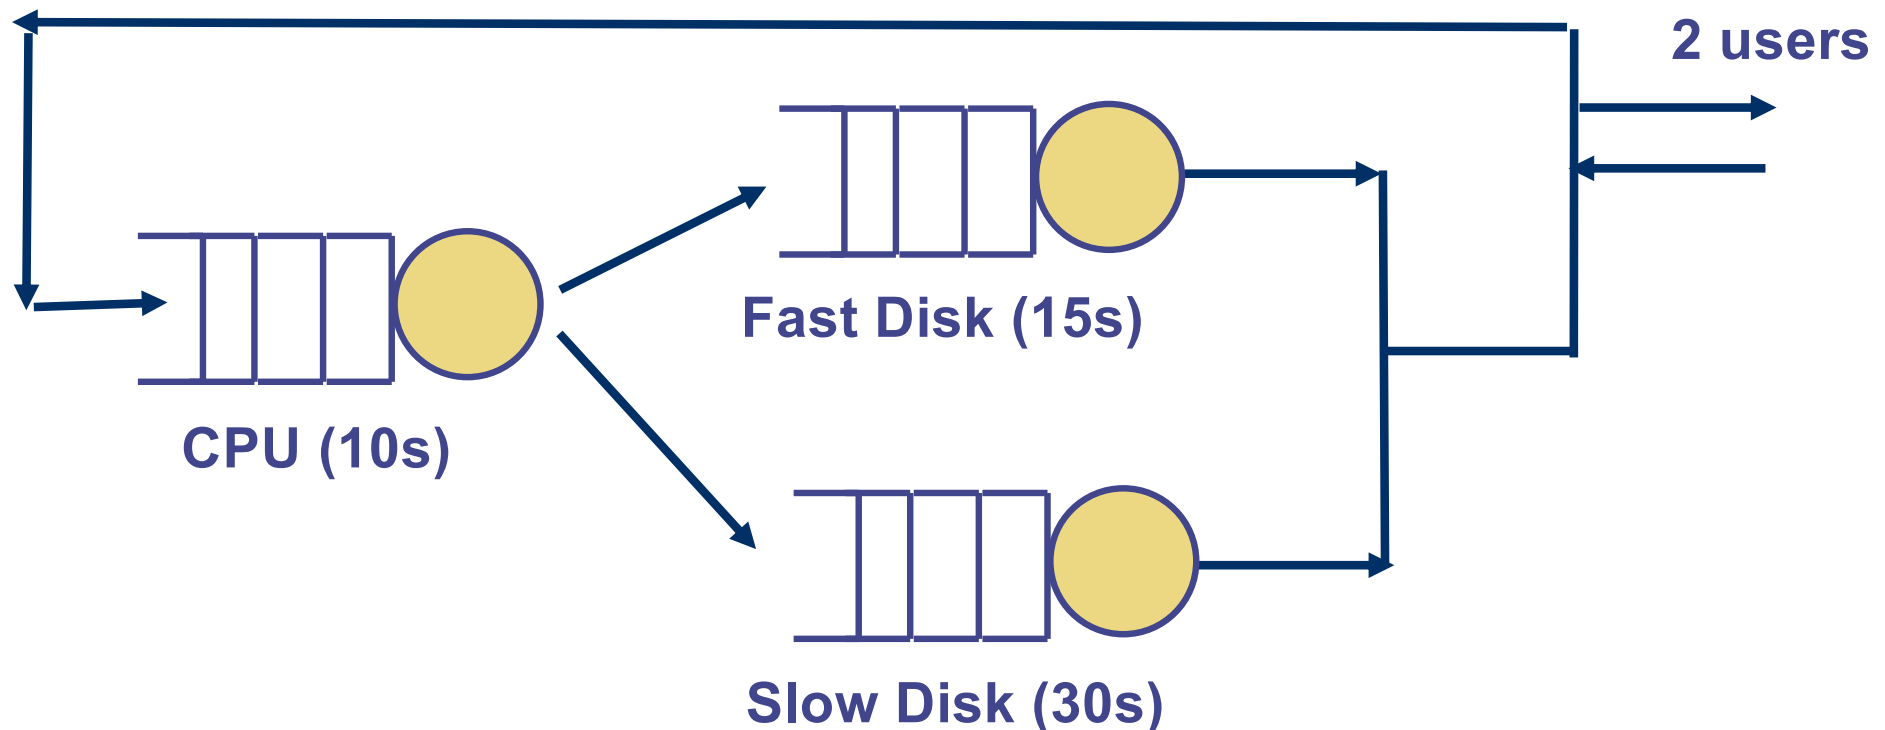 2 users
Fast Disk (15s)
CPU (10s)
Slow Disk (30s)